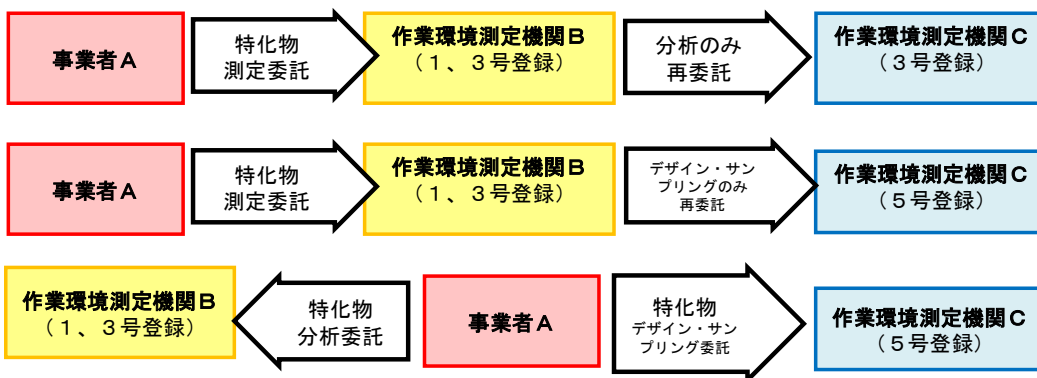 事業者Ａ
特化物
測定委託
作業環境測定機関Ｂ
（１、３号登録）
分析のみ
再委託
作業環境測定機関Ｃ
（３号登録）
事業者Ａ
特化物
測定委託
作業環境測定機関Ｂ
（１、３号登録）
デザイン・サン
プリングのみ
再委託
作業環境測定機関Ｃ
（５号登録）
作業環境測定機関Ｂ
（１、３号登録）
特化物
分析委託
事業者Ａ
特化物
デザイン・サン
プリング委託
作業環境測定機関Ｃ
（５号登録）